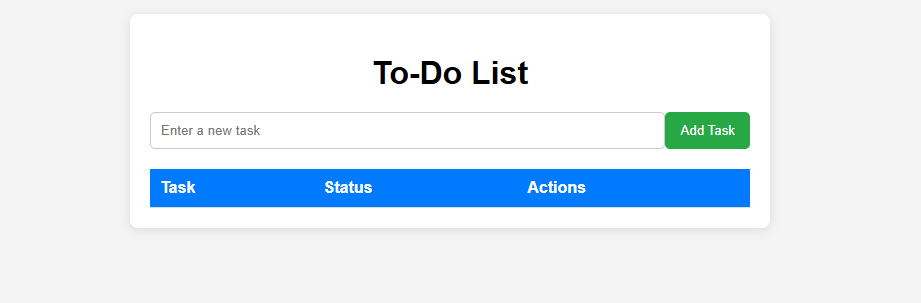 To-Do List
Enter a new task
Add Task
Task Status Actions